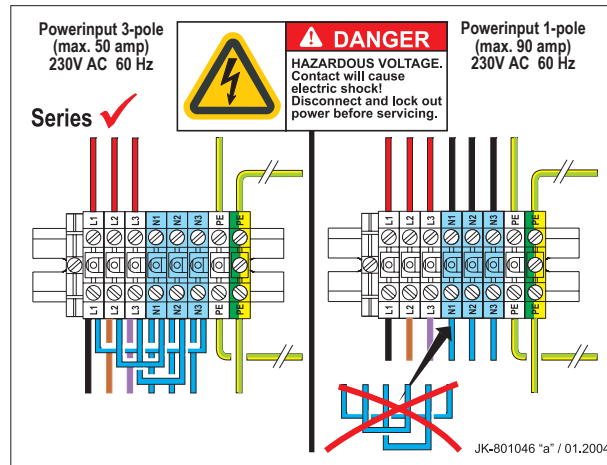 Powerinput 3-pole
(max. 50 amp)
230V AC 60 Hz
Series
DANGER
HAZARDOUS VOLTAGE.
Contact will cause
electric shock!
Disconnect and lock out
power before servicing.
Powerinput 1-pole
(max. 90 amp)
230V AC 60 Hz
L1 L2 L3 N1 N2 N3 PE PE
L1 L2 L3 N1 N2 N3 PE PE
L1 L2 L3 N1 N2 N3 PE PE
L1 L2 L3 N1 N2 N3 PE PE
JK-801046 "a" / 01.2004